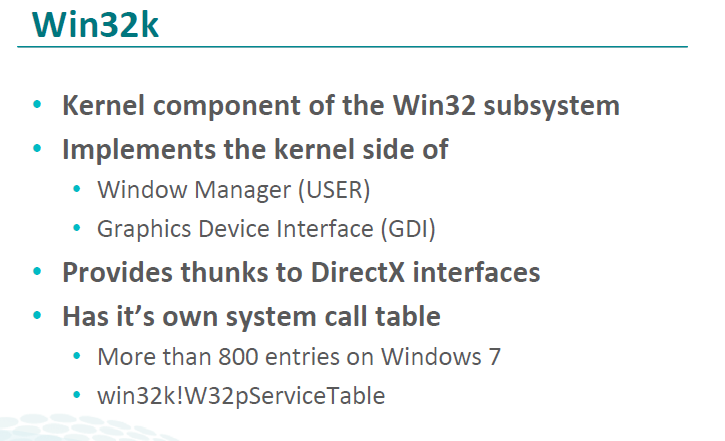 Win32k
• Kernel component of the Win32 subsystem
• Implements the kernel side of
• Window Manager (USER)
• Graphics Device Interface (GDI)
• Provides thunks to DirectX interfaces
• Has it’s own system call table
• More than 800 entries on Windows 7
• win32k!W32pServiceTable